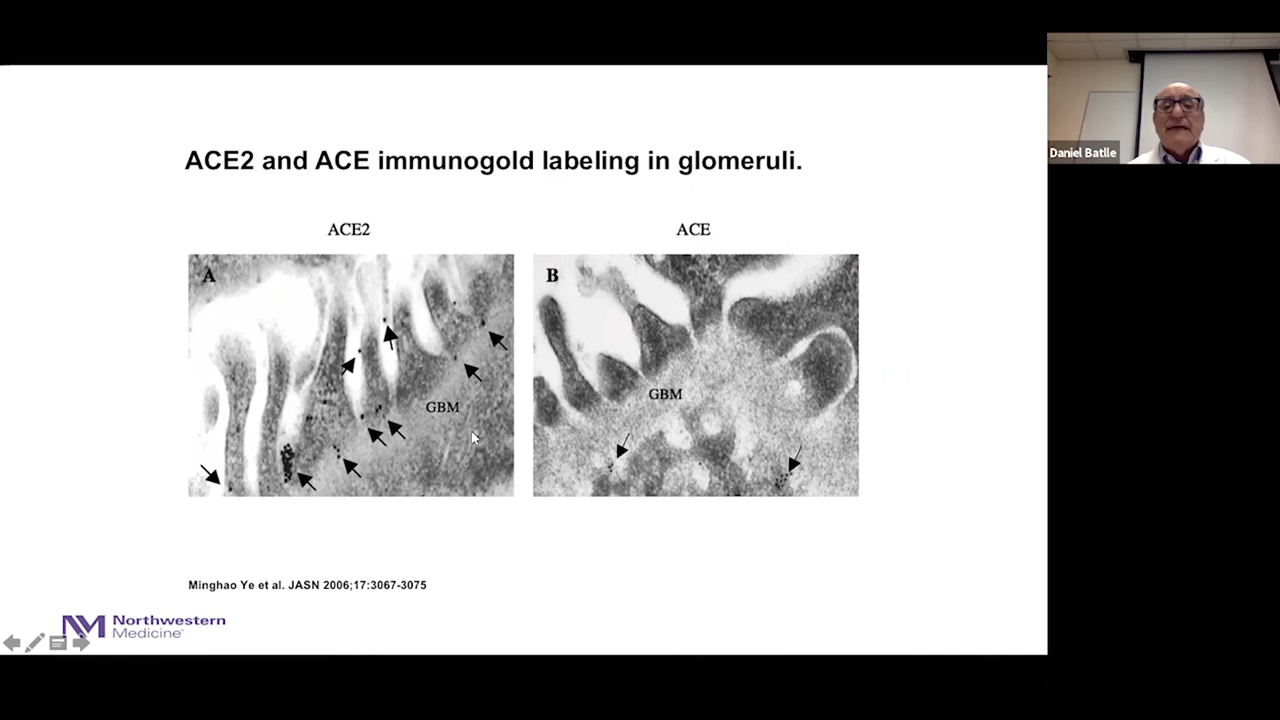 Daniel Batlle
ACE2 and ACE immunogold labeling in glomeruli.
ACE2
ACE
A
B
GBM
GBM
Minghao Ye et al. JASN 2006;17:3067-3075
NM Northwestern
Medicine